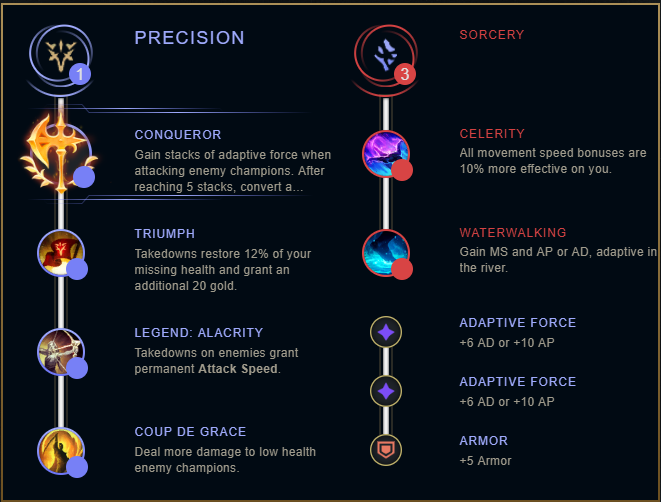 PRECISION
1
CONQUEROR
Gain stacks of adaptive force when
attacking enemy champions. After
reaching 5 stacks, convert a...
TRIUMPH
Takedowns restore 12% of your
missing health and grant an
additional 20 gold.
LEGEND: ALACRITY
Takedowns on enemies grant
permanent Attack Speed.
COUP DE GRACE
Deal more damage to low health
enemy champions.
SORCERY
3
CELERITY
All movement speed bonuses are
10% more effective on you.
WATERWALKING
Gain MS and AP or AD, adaptive in
the river.
ADAPTIVE FORCE
+6 AD or +10 AP
ADAPTIVE FORCE
+6 AD or +10 AP
ARMOR
+5 Armor